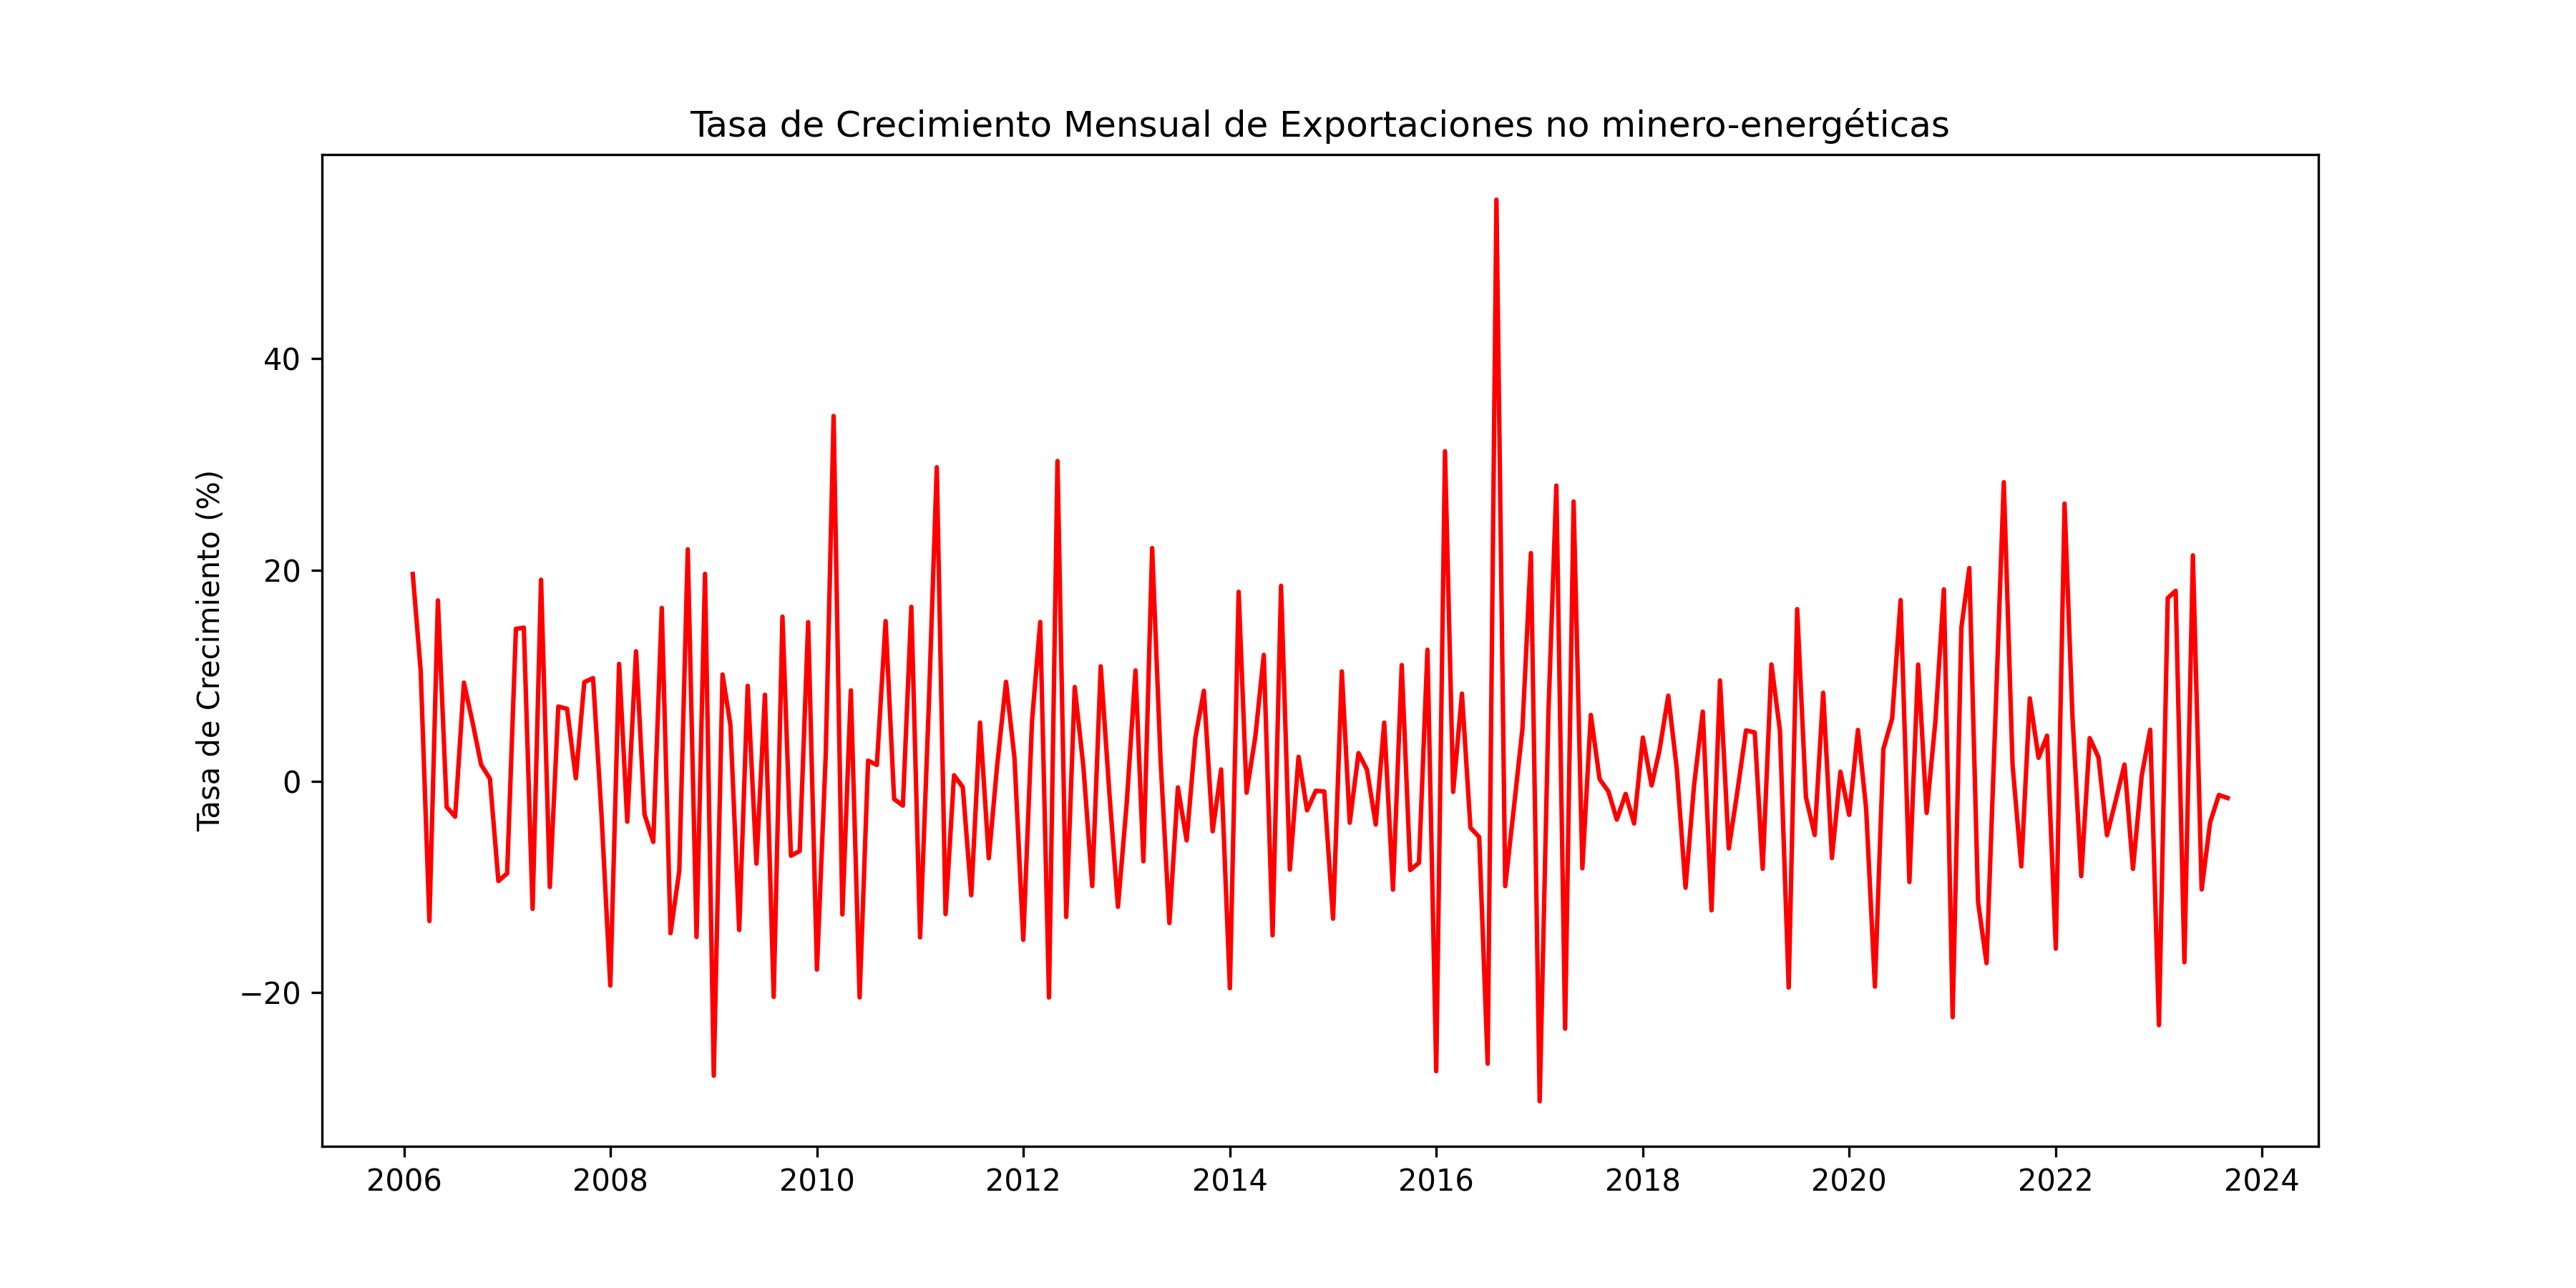 Tasa de Crecimiento Mensual de Exportaciones no minero-energéticas
Tasa de Crecimiento (%)
40
20
0
−20
2006 2008 2010 2012 2014 2016 2018 2020 2022 2024